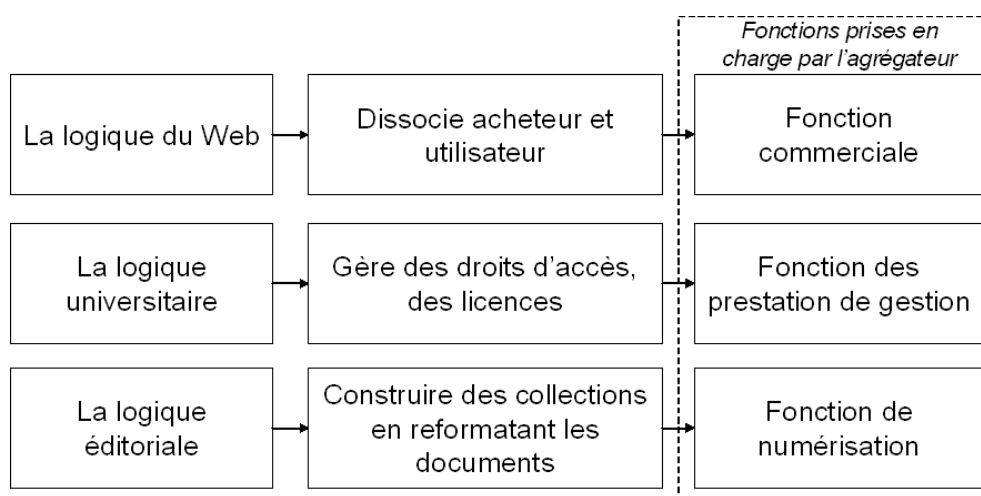 Fonctions prises en
charge par l'agrégateur
La logique du Web
Dissocie acheteur et
utilisateur
Fonction
commerciale
La logique
universitaire
Gère des droits d'accès,
des licences
Fonction des
prestation de gestion
La logique
éditoriale
Construire des collections
en reformatant les
documents
Fonction de
numérisation